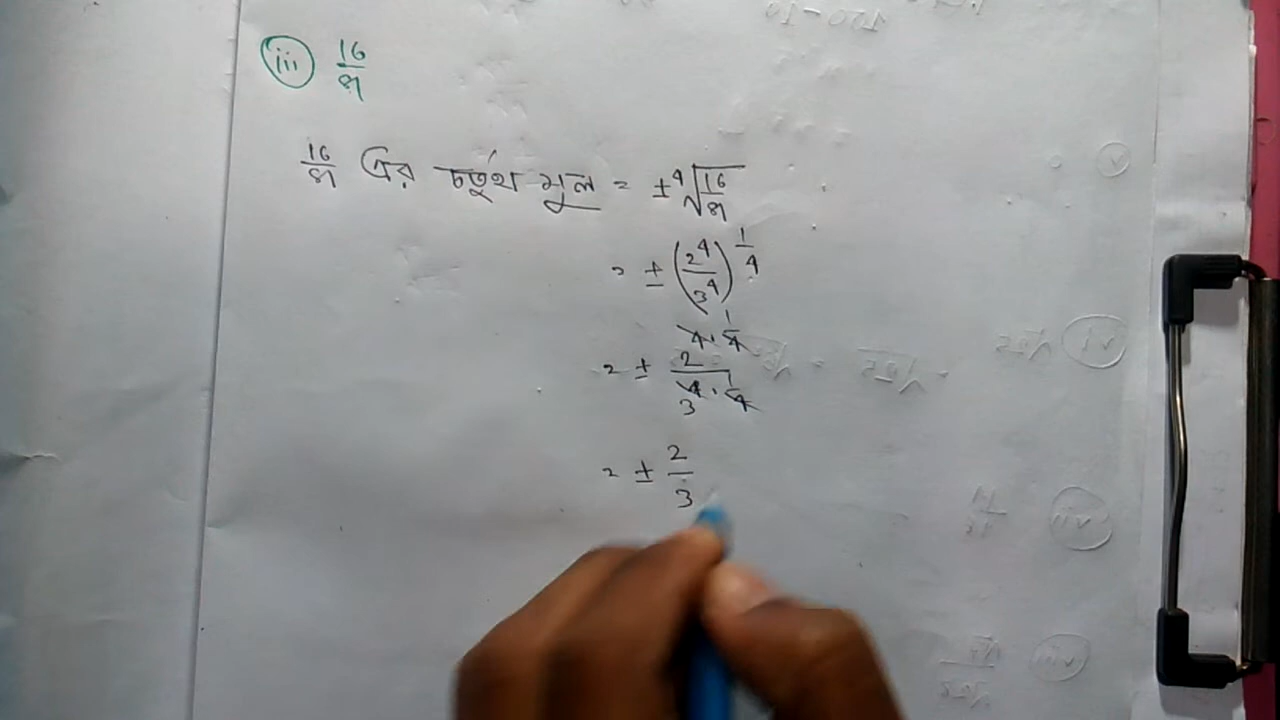 iii 16/81
16/81 এর চতুর্থ মূল = ± ⁴√(16/81)
= ± (2⁴/3⁴)^(1/4)
= ± 2^(4·1/4) / 3^(4·1/4)
= ± 2/3